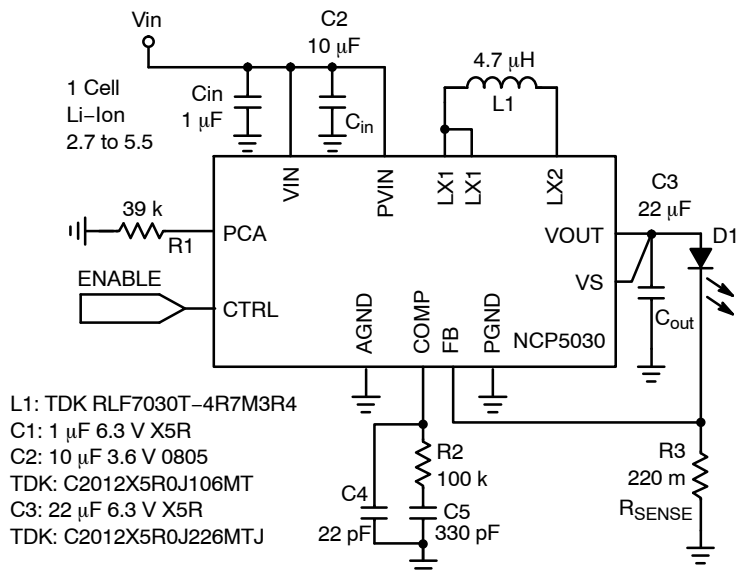 Vin
C2
10 μF
4.7 μH
L1
1 Cell
Li–Ion
2.7 to 5.5
Cin
1 μF
Cin
VIN
PVIN
LX1
LX1
LX2
C3
22 μF
39 k
R1
PCA
VOUT
D1
ENABLE
CTRL
VS
Cout
AGND
COMP
FB
PGND
NCP5030
L1: TDK RLF7030T–4R7M3R4
C1: 1 μF 6.3 V X5R
C2: 10 μF 3.6 V 0805
TDK: C2012X5R0J106MT
C3: 22 μF 6.3 V X5R
TDK: C2012X5R0J226MTJ
R2
100 k
C4
22 pF
C5
330 pF
R3
220 m
RSENSE